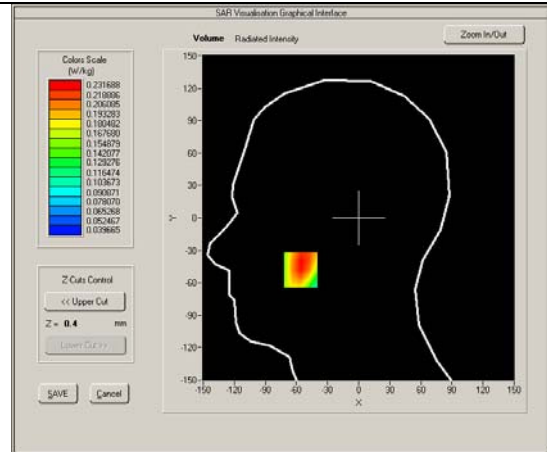 SAR Visualisation Graphical Interface
Volume Radiated Intensity
Zoom In/Out
Colors Scale
(W/kg)
0.231688
0.218886
0.206085
0.193283
0.180482
0.167680
0.154879
0.142077
0.129276
0.116474
0.103673
0.090871
0.078070
0.065268
0.052467
0.039665
Z Cuts Control
<< Upper Cut
Z = 0.4 mm
Lower Cut >>
SAVE Cancel
150-
120-
90-
60-
30-
0-
-30-
-60-
-90-
-120-
-150-
Y
-150 -120 -90 -60 -30 0 30 60 90 120 150
X